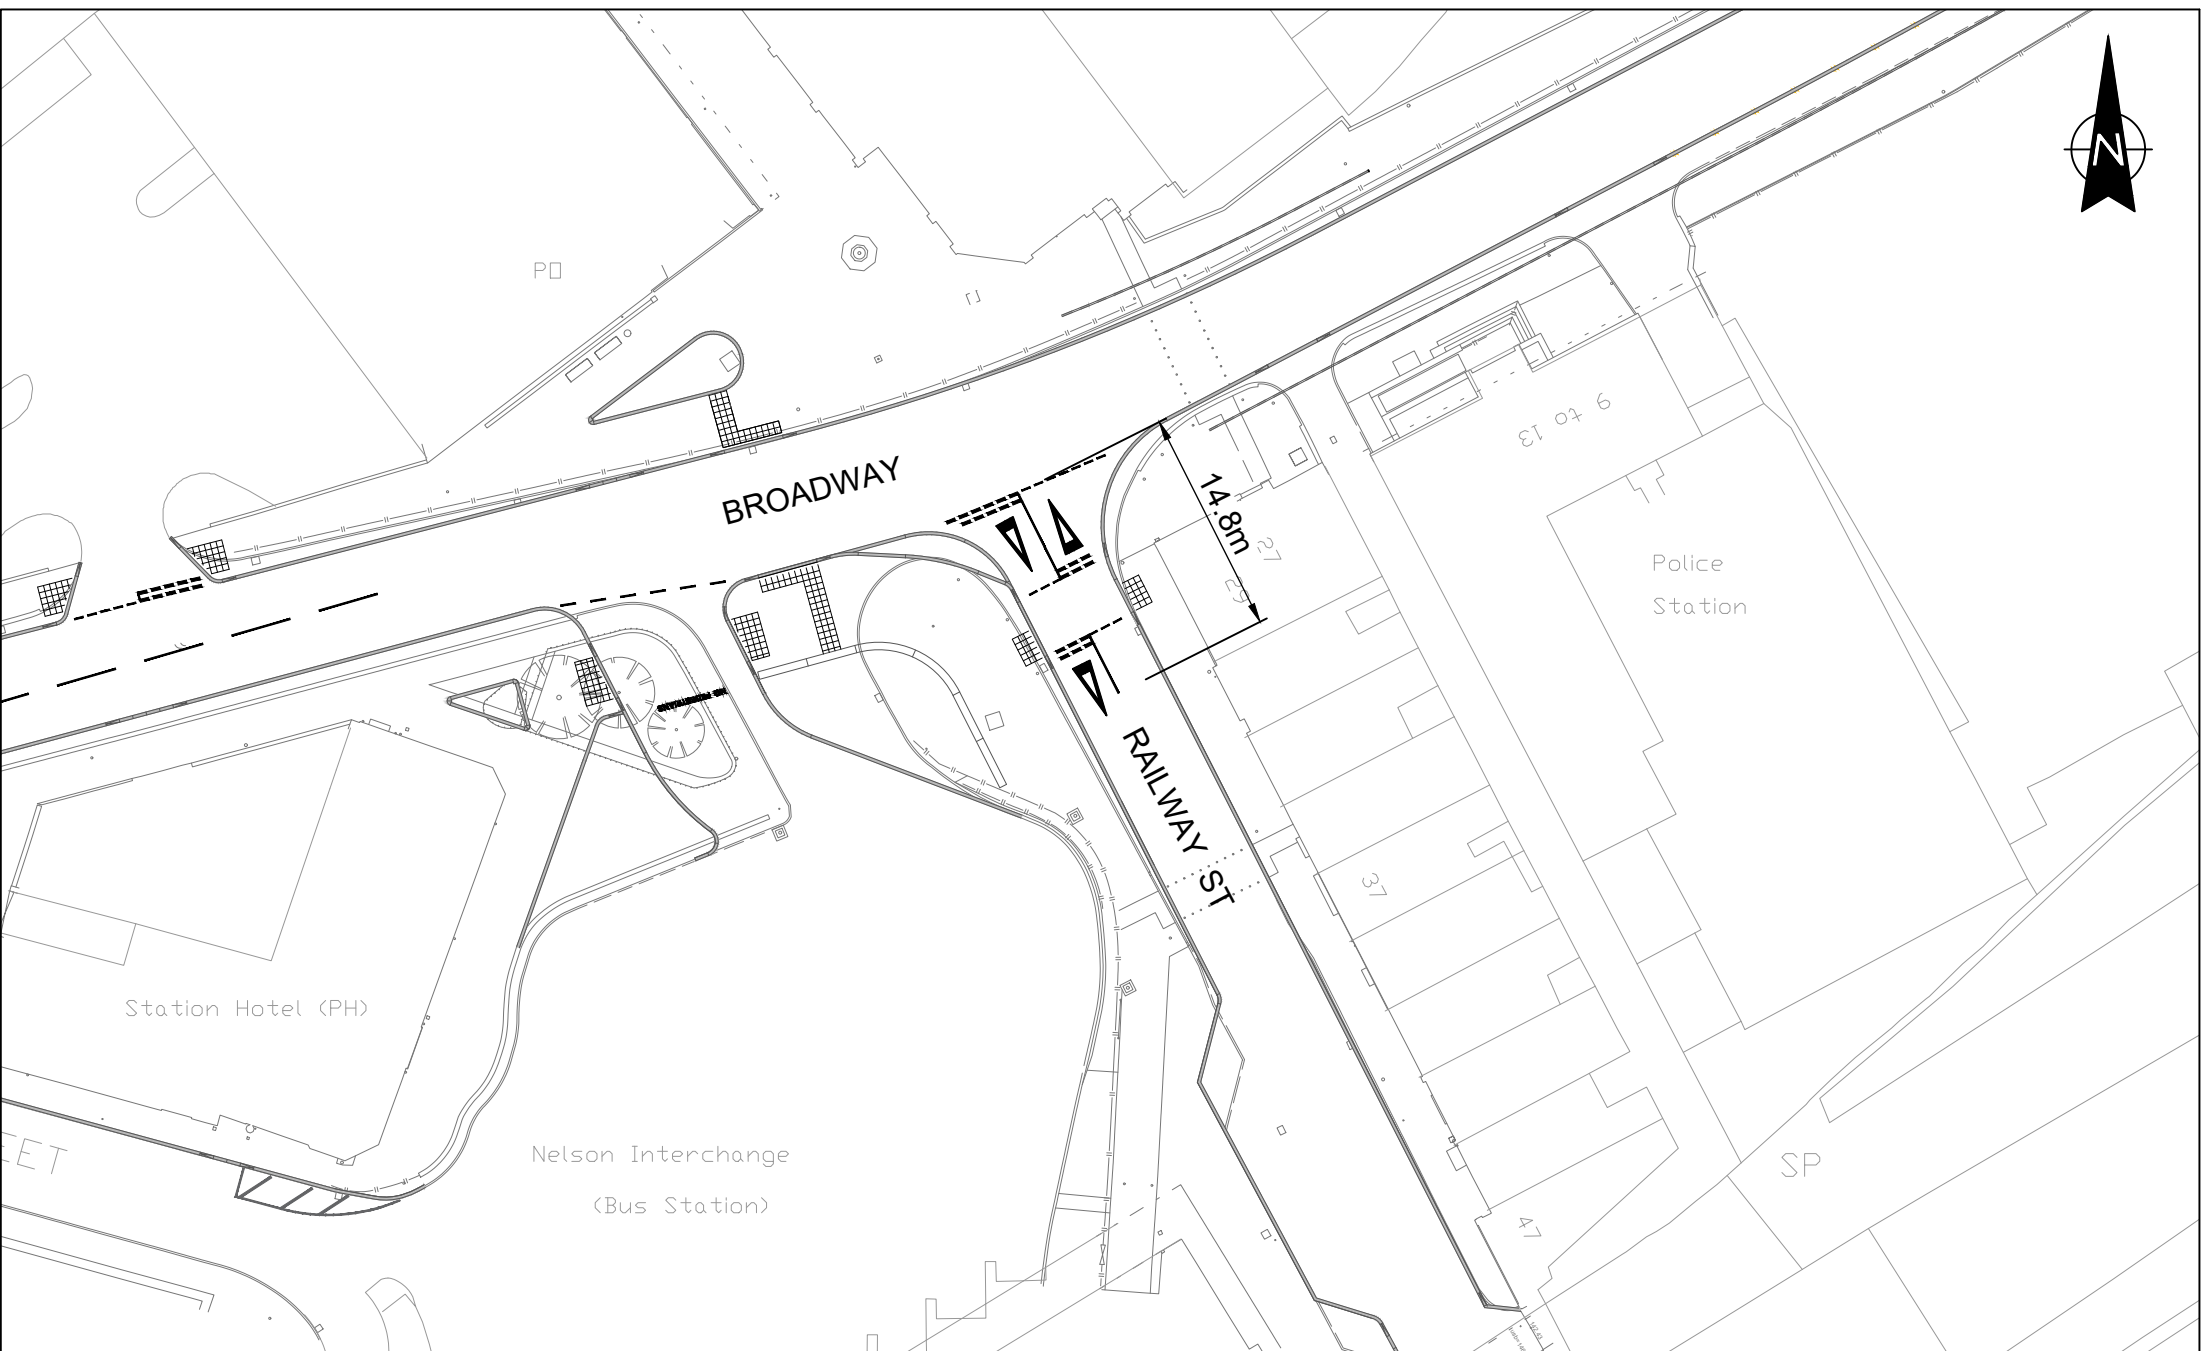 N
PO
BROADWAY
9 to 13
14.8m
27
29
Police
Station
RAILWAY ST
37
Station Hotel (PH)
EET
Nelson Interchange
(Bus Station)
SP
47